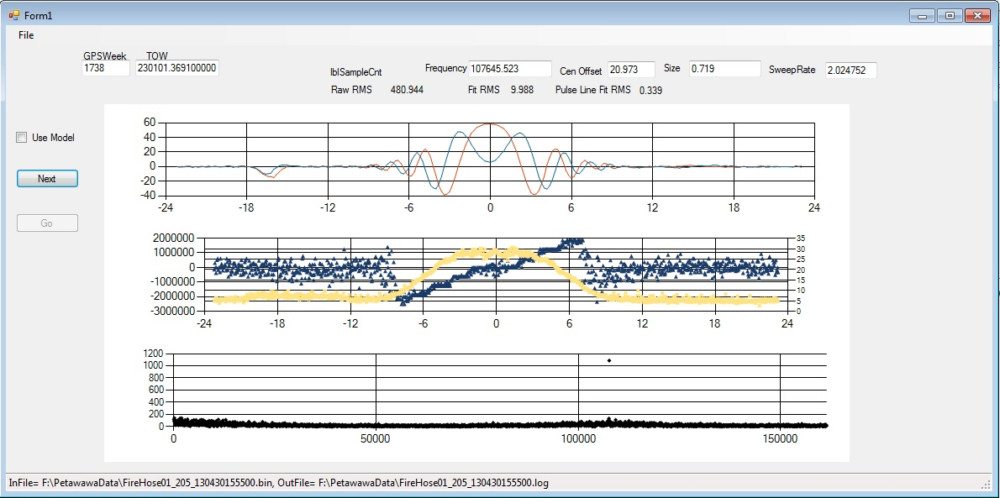 Form1
File
GPSWeek TOW
1738 230101.369100000
lblSampleCnt Frequency 107645.523 Cen Offset 20.973 Size 0.719 SweepRate 2.024752
Raw RMS 480.944 Fit RMS 9.988 Pulse Line Fit RMS 0.339
Use Model
Next
Go
60
40
20
0
-20
-40
-24 -18 -12 -6 0 6 12 18 24
2000000 35
1000000 30
0 25
-1000000 20
-2000000 15
-3000000 10
5
0
-24 -18 -12 -6 0 6 12 18 24
1200
1000
800
600
400
200
0
0 50000 100000 150000
InFile= F:\PetawawaData\FireHose01_205_130430155500.bin, OutFile= F:\PetawawaData\FireHose01_205_130430155500.log